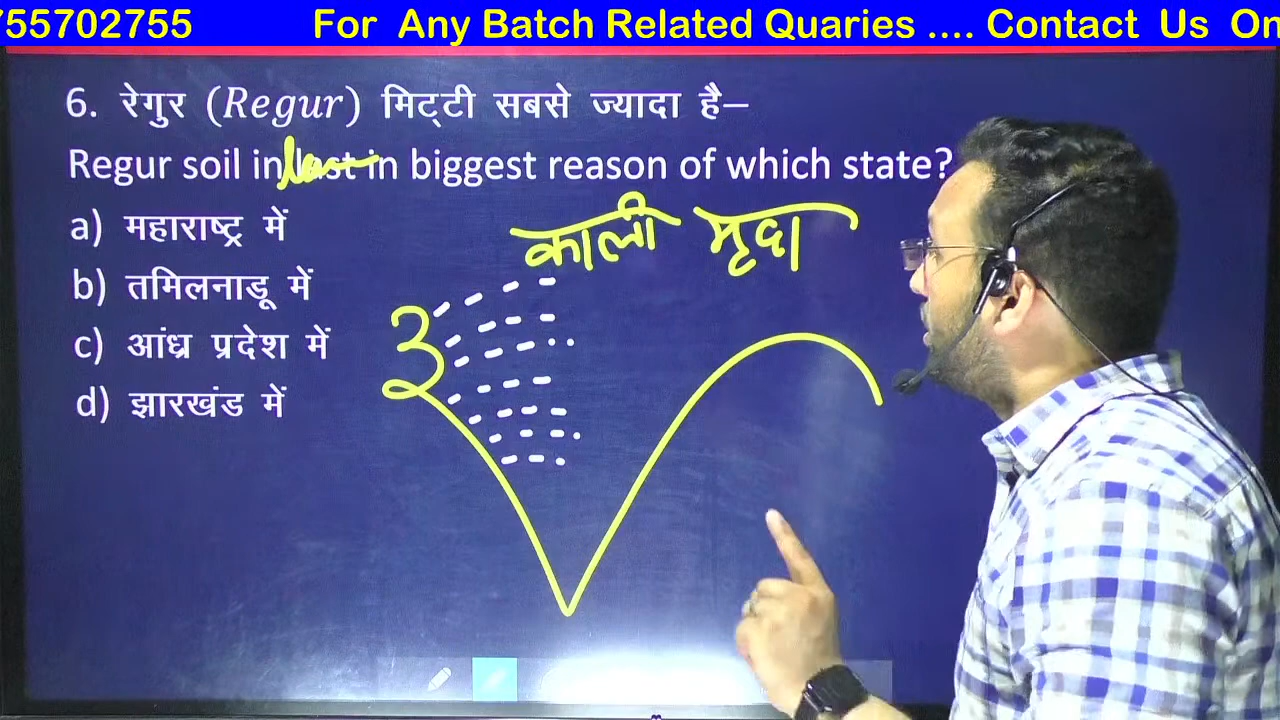 755702755 For Any Batch Related Quaries .... Contact Us On
6. रेगुर (Regur) मिट्टी सबसे ज्यादा है–
Regur soil in last in biggest reason of which state?
a) महाराष्ट्र में
b) तमिलनाडू में
c) आंध्र प्रदेश में
d) झारखंड में
काली मृदा